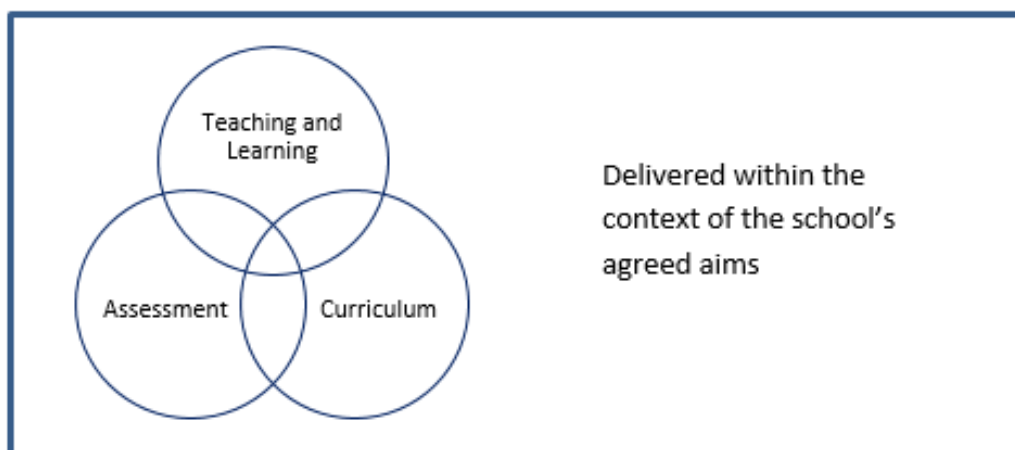 Teaching and
Learning
Assessment
Curriculum
Delivered within the
context of the school's
agreed aims